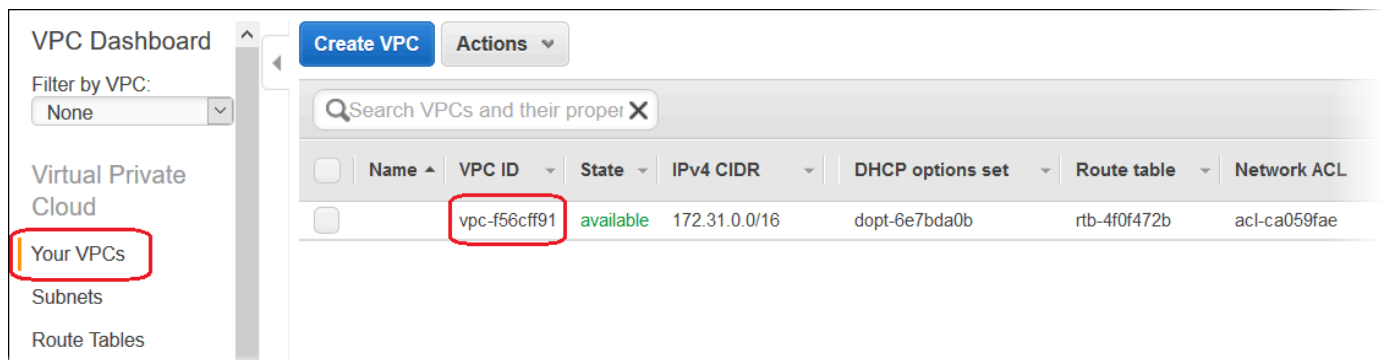 VPC Dashboard
Filter by VPC:
None
Virtual Private
Cloud
Your VPCs
Subnets
Route Tables
Create VPC Actions
Search VPCs and their proper
Name VPC ID State IPv4 CIDR DHCP options set Route table Network ACL
vpc-f56cff91 available 172.31.0.0/16 dopt-6e7bda0b rtb-4f0f472b acl-ca059fae